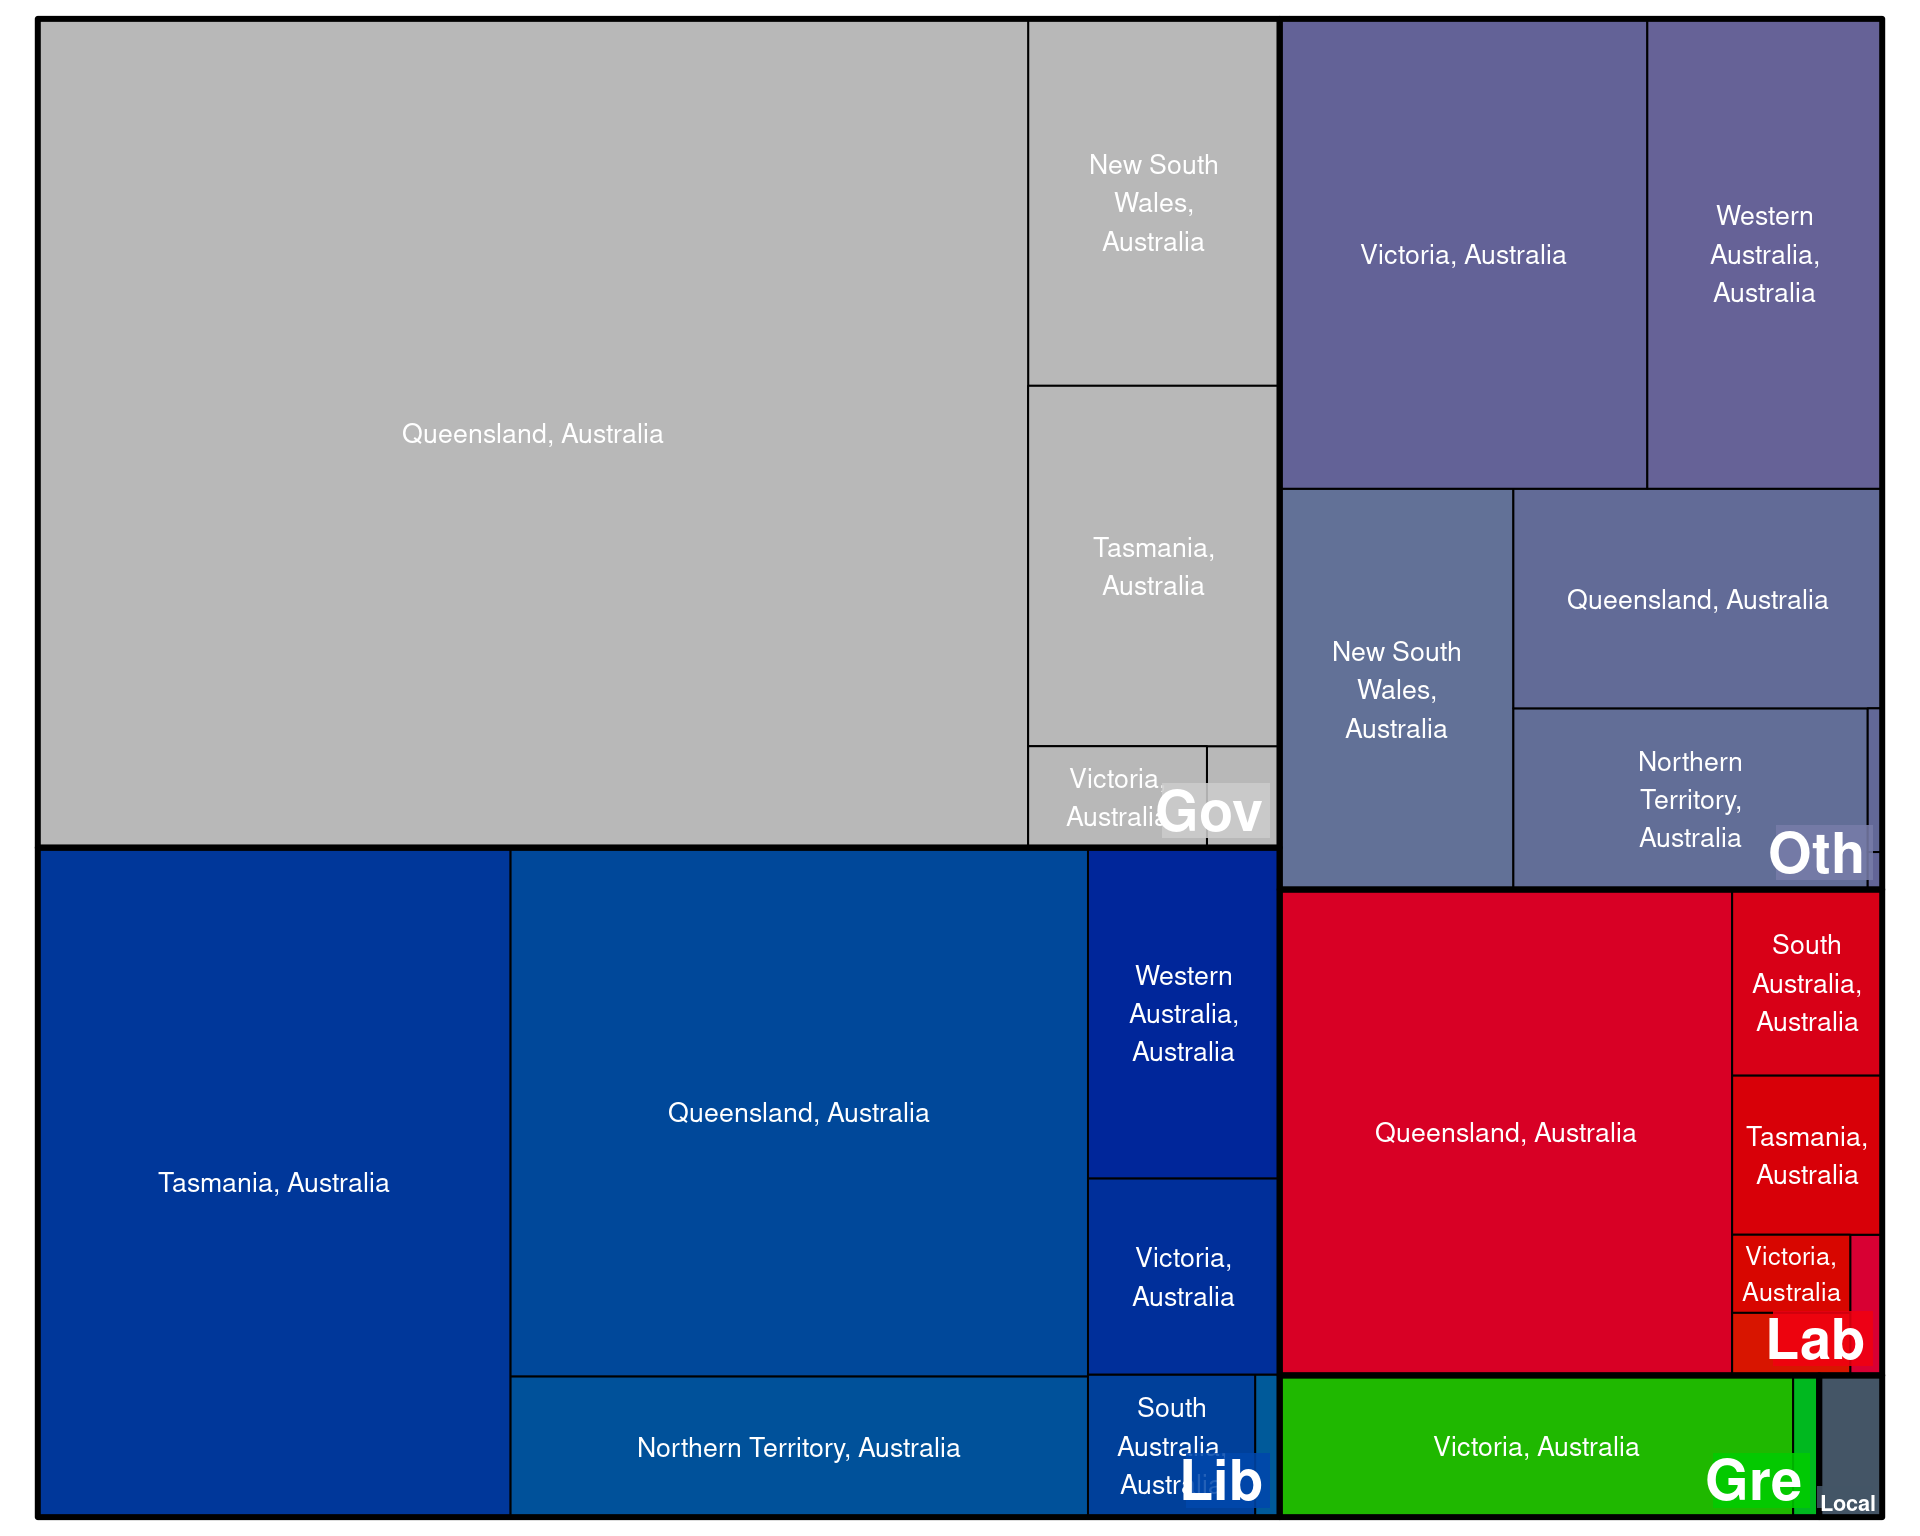 Queensland, Australia
New South
Wales,
Australia
Tasmania,
Australia
Victoria,
Australia
Gov
Victoria, Australia
Western
Australia,
Australia
New South
Wales,
Australia
Queensland, Australia
Northern
Territory,
Australia
Oth
Tasmania, Australia
Queensland, Australia
Northern Territory, Australia
Western
Australia,
Australia
Victoria,
Australia
South
Australia,
Australia
Lib
Queensland, Australia
South
Australia,
Australia
Tasmania,
Australia
Victoria,
Australia
Lab
Victoria, Australia
Gre
Local